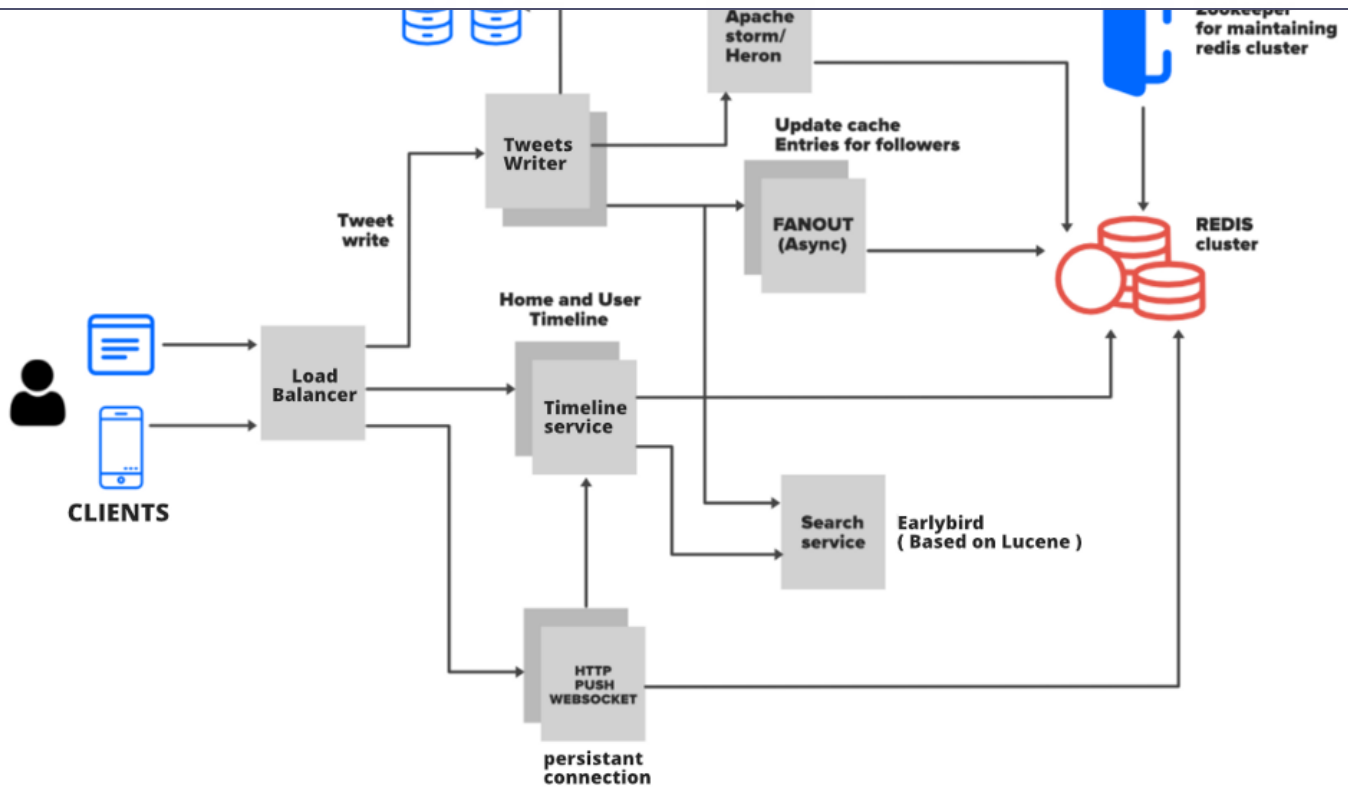 Apache
storm/
Heron
Zookeeper
for maintaining
redis cluster
Tweets
Writer
Update cache
Entries for followers
Tweet
write
FANOUT
(Async)
REDIS
cluster
Home and User
Timeline
Load
Balancer
Timeline
service
CLIENTS
Search
service
Earlybird
( Based on Lucene )
HTTP
PUSH
WEBSOCKET
persistant
connection